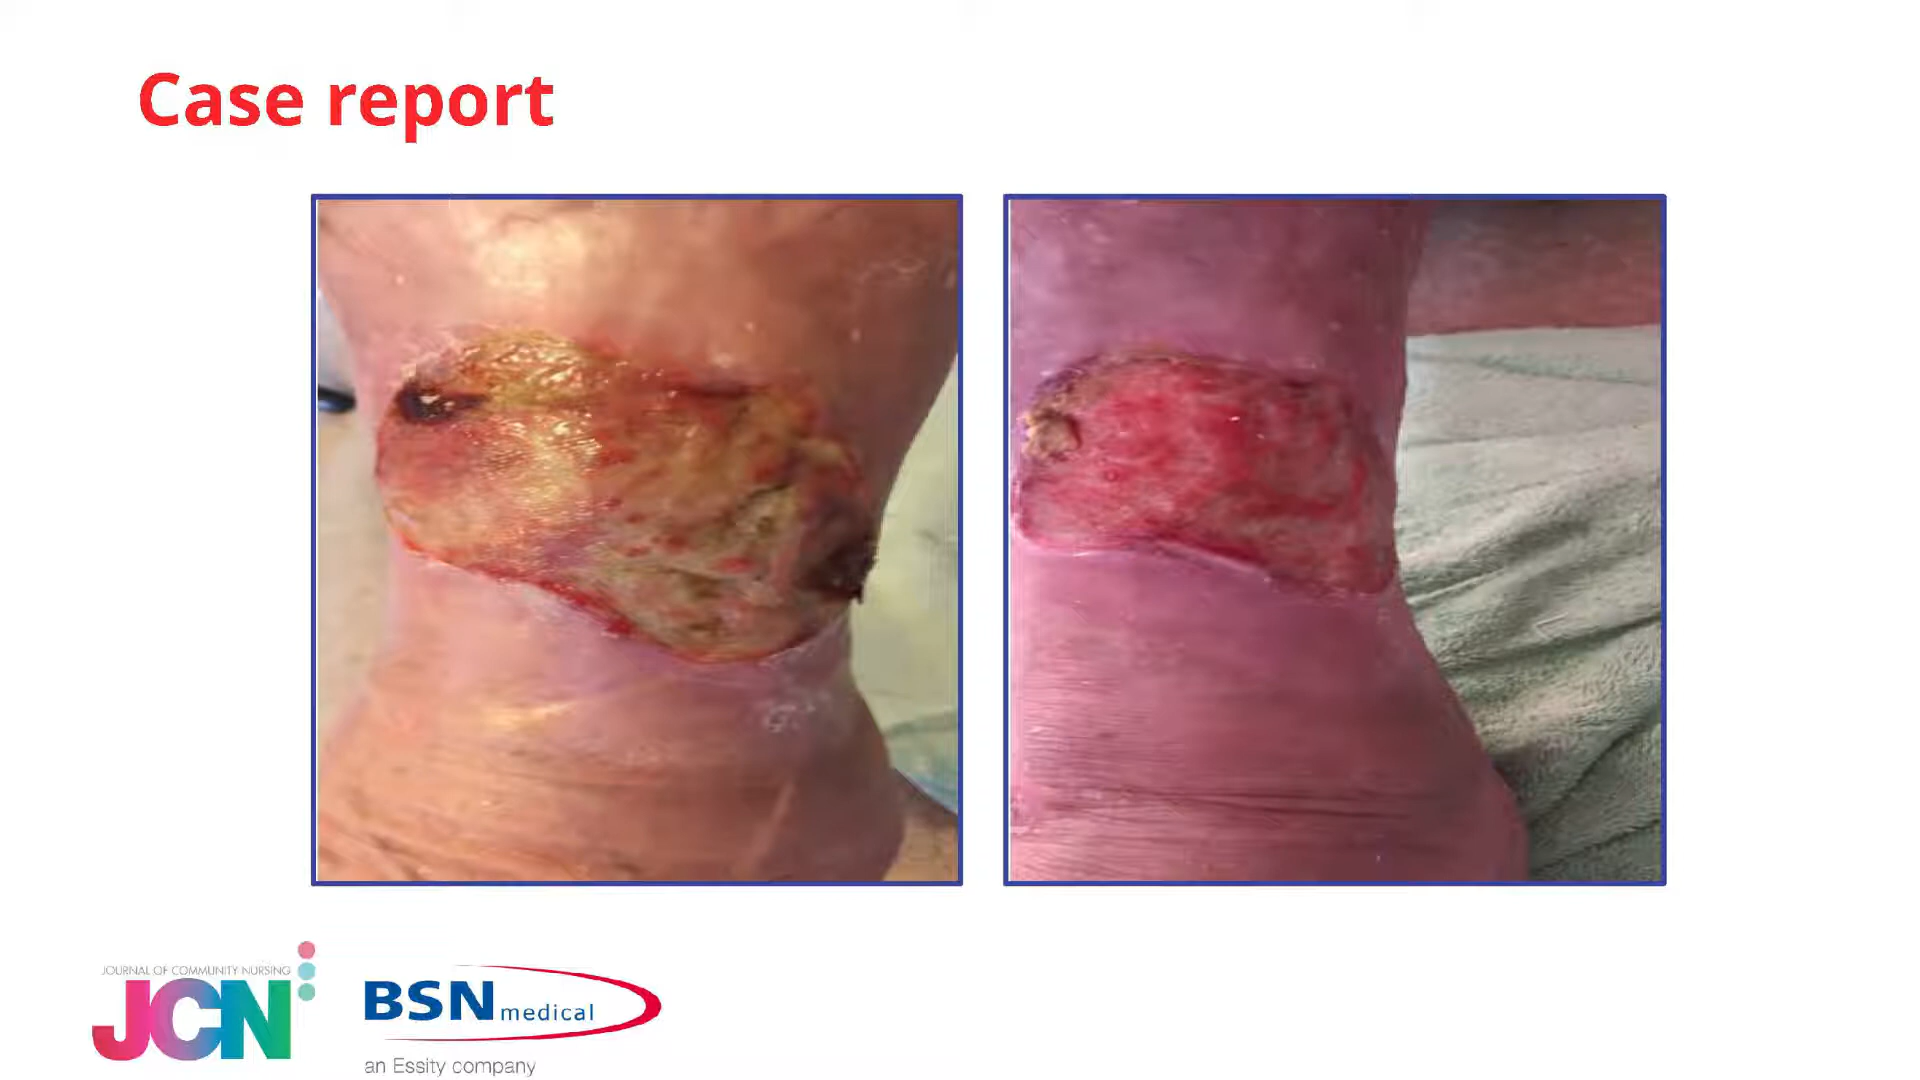 Case report
JOURNAL OF COMMUNITY NURSING
JCN
BSN medical
an Essity company